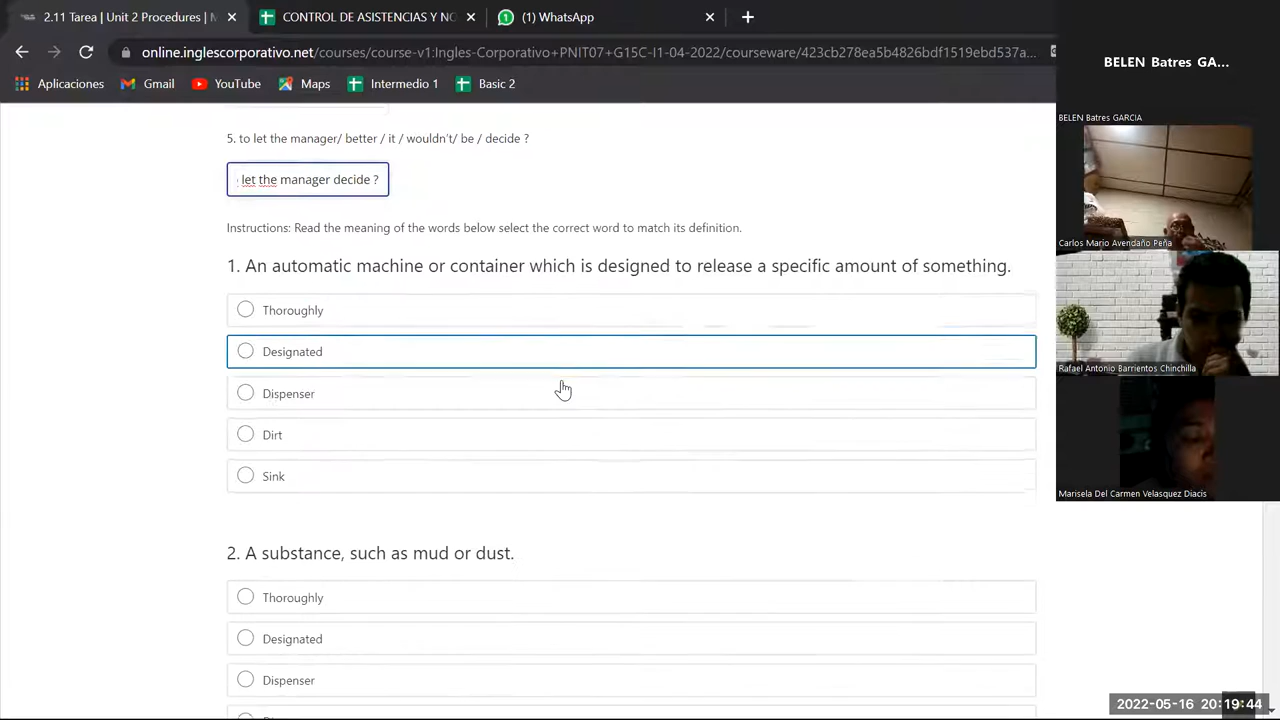 2.11 Tarea | Unit 2 Procedures |
CONTROL DE ASISTENCIAS Y NO
(1) WhatsApp
online.inglescorporativo.net/courses/course-v1:Ingles-Corporativo+PNIT07+G15C-I1-04-2022/courseware/
Aplicaciones
Gmail
YouTube
Maps
Intermedio 1
Basic 2
5. to let the manager/ better / it / wouldn't/ be / decide ?
let the manager decide ?
Instructions: Read the meaning of the words below select the correct word to match its definition.
1. An automatic container which is designed to release a amount of something.
Thoroughly
Designated
Dispenser
Dirt
Sink
2. A substance, such as mud or dust.
Thoroughly
Designated
Dispenser
BELEN Batres GA...
BELEN Batres GARCIA
Carlos Mario Avendaño Peña
Rafael Antonio Barrientos Chinchilla
Marisela Del Carmen Velasquez Diacis
2022-05-16 20:19:44